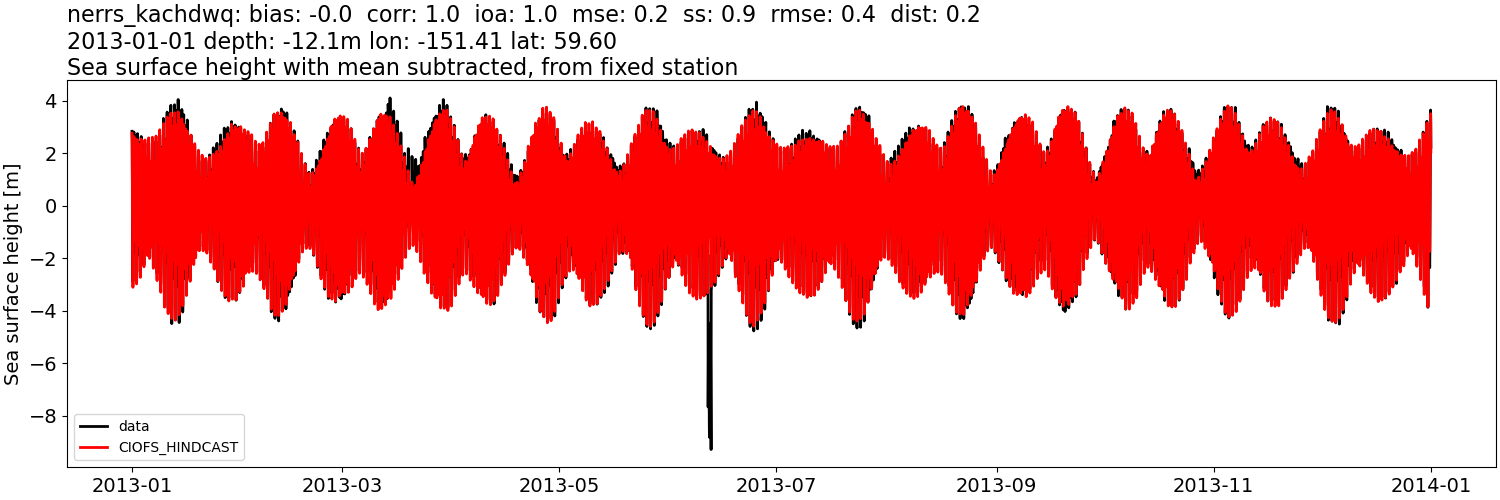 nerrs_kachdwq: bias: -0.0  corr: 1.0  ioa: 1.0  mse: 0.2  ss: 0.9  rmse: 0.4  dist: 0.2
2013-01-01 depth: -12.1m lon: -151.41 lat: 59.60
Sea surface height with mean subtracted, from fixed station
Sea surface height [m]
4
2
0
−2
−4
−6
−8
data
CIOFS_HINDCAST
2013-01
2013-03
2013-05
2013-07
2013-09
2013-11
2014-01